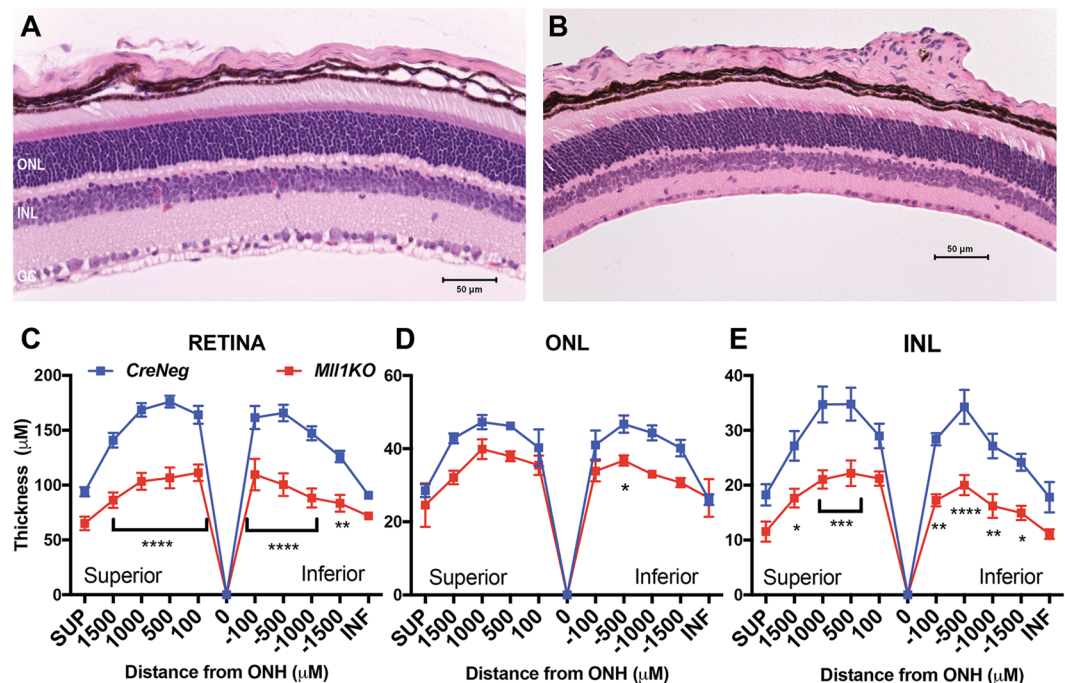 A
B
ONL
INL
GC
50 µm
50 µm
C
RETINA
D
ONL
E
INL
CreNeg
Mll1KO
Thickness (µM)
200
150
100
50
0
****
****
**
Superior
Inferior
SUP
1500
1000
500
100
0
-100
-500
-1000
-1500
INF
Distance from ONH (µM)
60
40
20
0
*
Superior
Inferior
SUP
1500
1000
500
100
0
-100
-500
-1000
-1500
INF
Distance from ONH (µM)
40
30
20
10
0
*
***
**
****
**
*
Superior
Inferior
SUP
1500
1000
500
100
0
-100
-500
-1000
-1500
INF
Distance from ONH (µM)